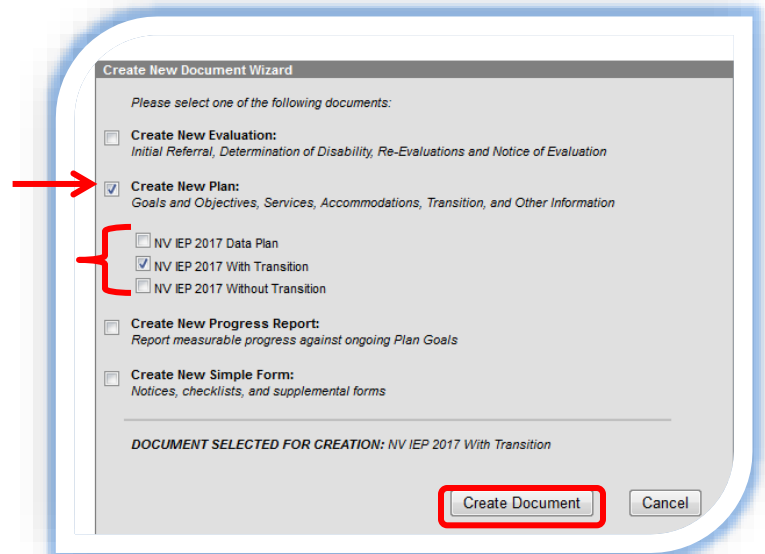 Create New Document Wizard
Please select one of the following documents:
Create New Evaluation:
Initial Referral, Determination of Disability, Re-Evaluations and Notice of Evaluation
Create New Plan:
Goals and Objectives, Services, Accommodations, Transition, and Other Information
NV IEP 2017 Data Plan
NV IEP 2017 With Transition
NV IEP 2017 Without Transition
Create New Progress Report:
Report measurable progress against ongoing Plan Goals
Create New Simple Form:
Notices, checklists, and supplemental forms
DOCUMENT SELECTED FOR CREATION: NV IEP 2017 With Transition
Create Document Cancel